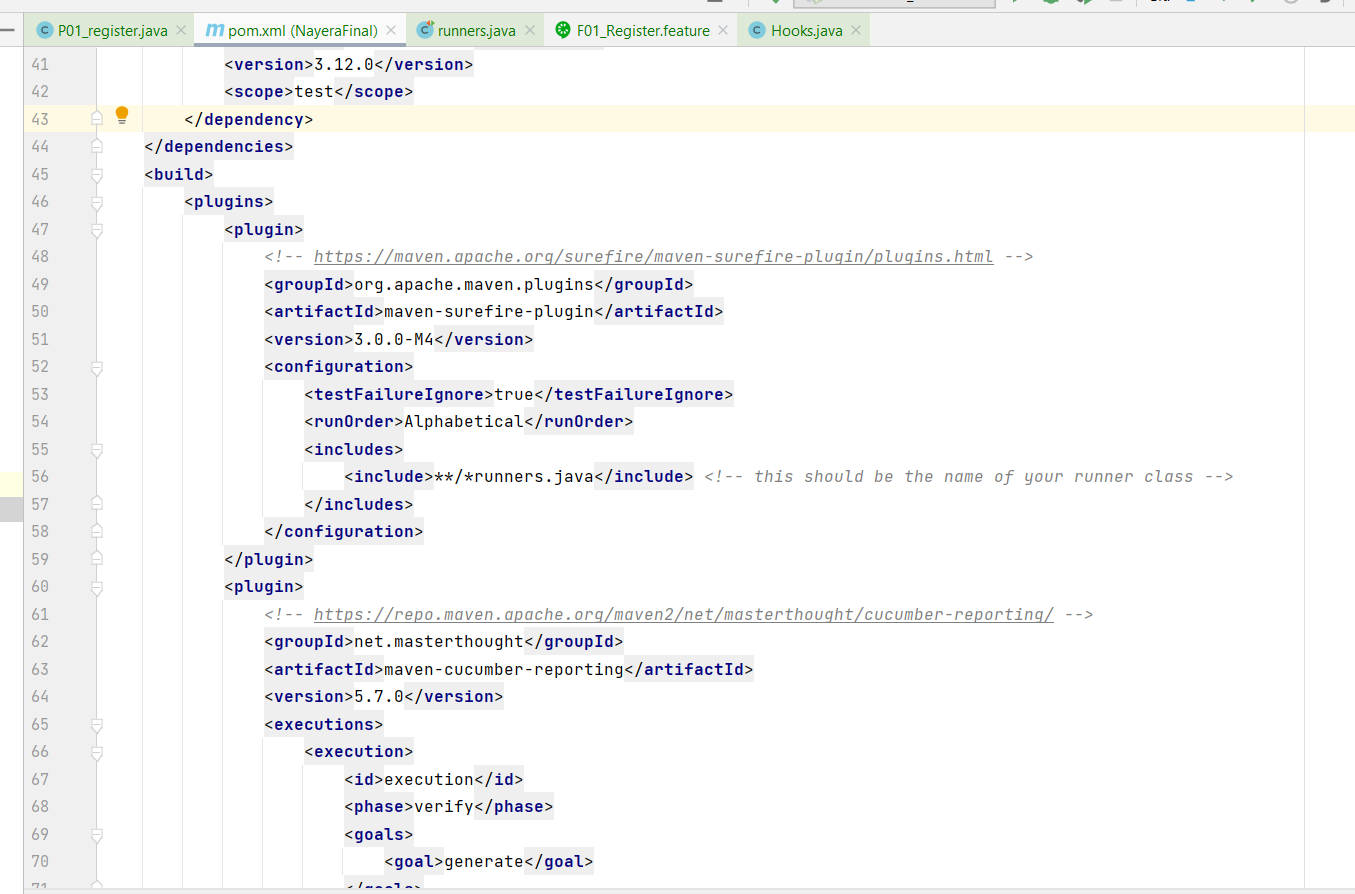 P01_register.java pom.xml (NayeraFinal) runners.java F01_Register.feature Hooks.java
41 <version>3.12.0</version>
42 <scope>test</scope>
43 </dependency>
44 </dependencies>
45 <build>
46 <plugins>
47 <plugin>
48 <!-- https://maven.apache.org/surefire/maven-surefire-plugin/plugins.html -->
49 <groupId>org.apache.maven.plugins</groupId>
50 <artifactId>maven-surefire-plugin</artifactId>
51 <version>3.0.0-M4</version>
52 <configuration>
53 <testFailureIgnore>true</testFailureIgnore>
54 <runOrder>Alphabetical</runOrder>
55 <includes>
56 <include>**/*runners.java</include> <!-- this should be the name of your runner class -->
57 </includes>
58 </configuration>
59 </plugin>
60 <plugin>
61 <!-- https://repo.maven.apache.org/maven2/net/masterthought/cucumber-reporting/ -->
62 <groupId>net.masterthought</groupId>
63 <artifactId>maven-cucumber-reporting</artifactId>
64 <version>5.7.0</version>
65 <executions>
66 <execution>
67 <id>execution</id>
68 <phase>verify</phase>
69 <goals>
70 <goal>generate</goal>
71 </goals>